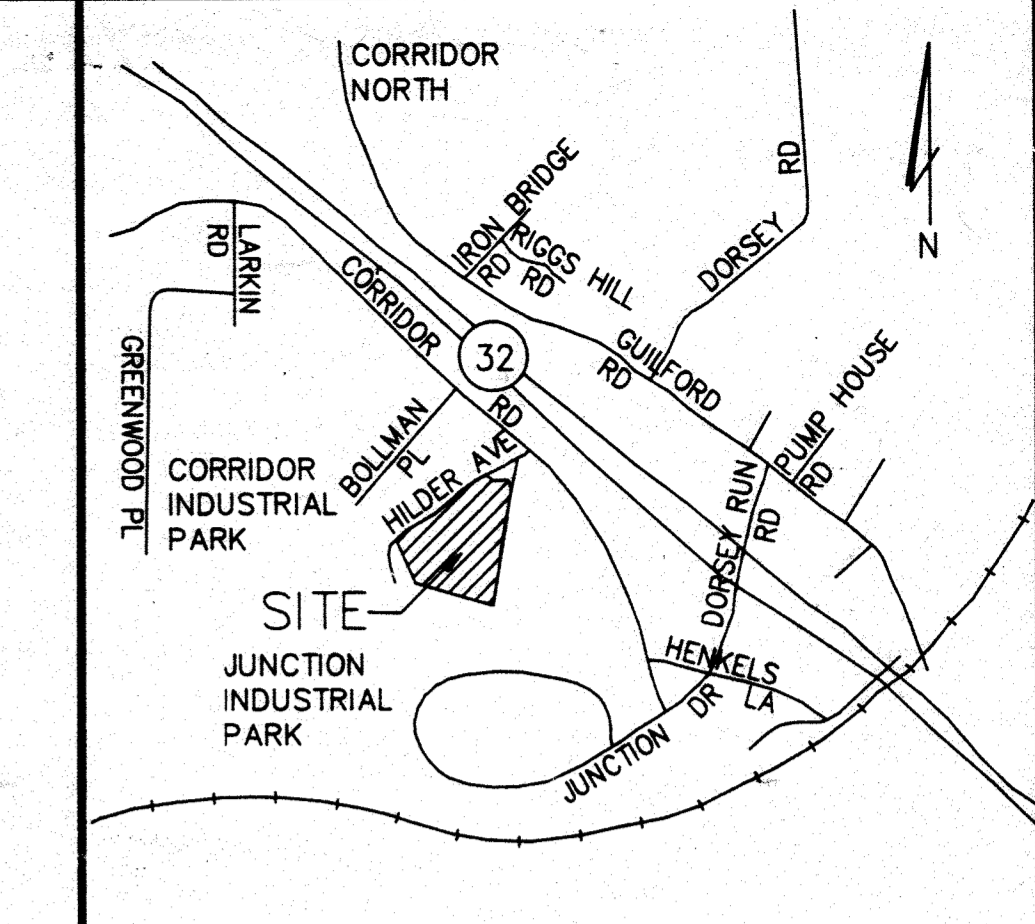 CORRIDOR
NORTH
RD
IRON BRIDGE
RD
RIGGS HILL
RD
DORSEY
N
LARKIN
RD
CORRIDOR
RD
32
GUILFORD
RD
GREENWOOD PL
BOLLMAN
PL
HILDER AVE
PUMP HOUSE
RD
DORSEY RUN
RD
CORRIDOR
INDUSTRIAL
PARK
SITE
JUNCTION
INDUSTRIAL
PARK
HENKELS
LA
JUNCTION
DR